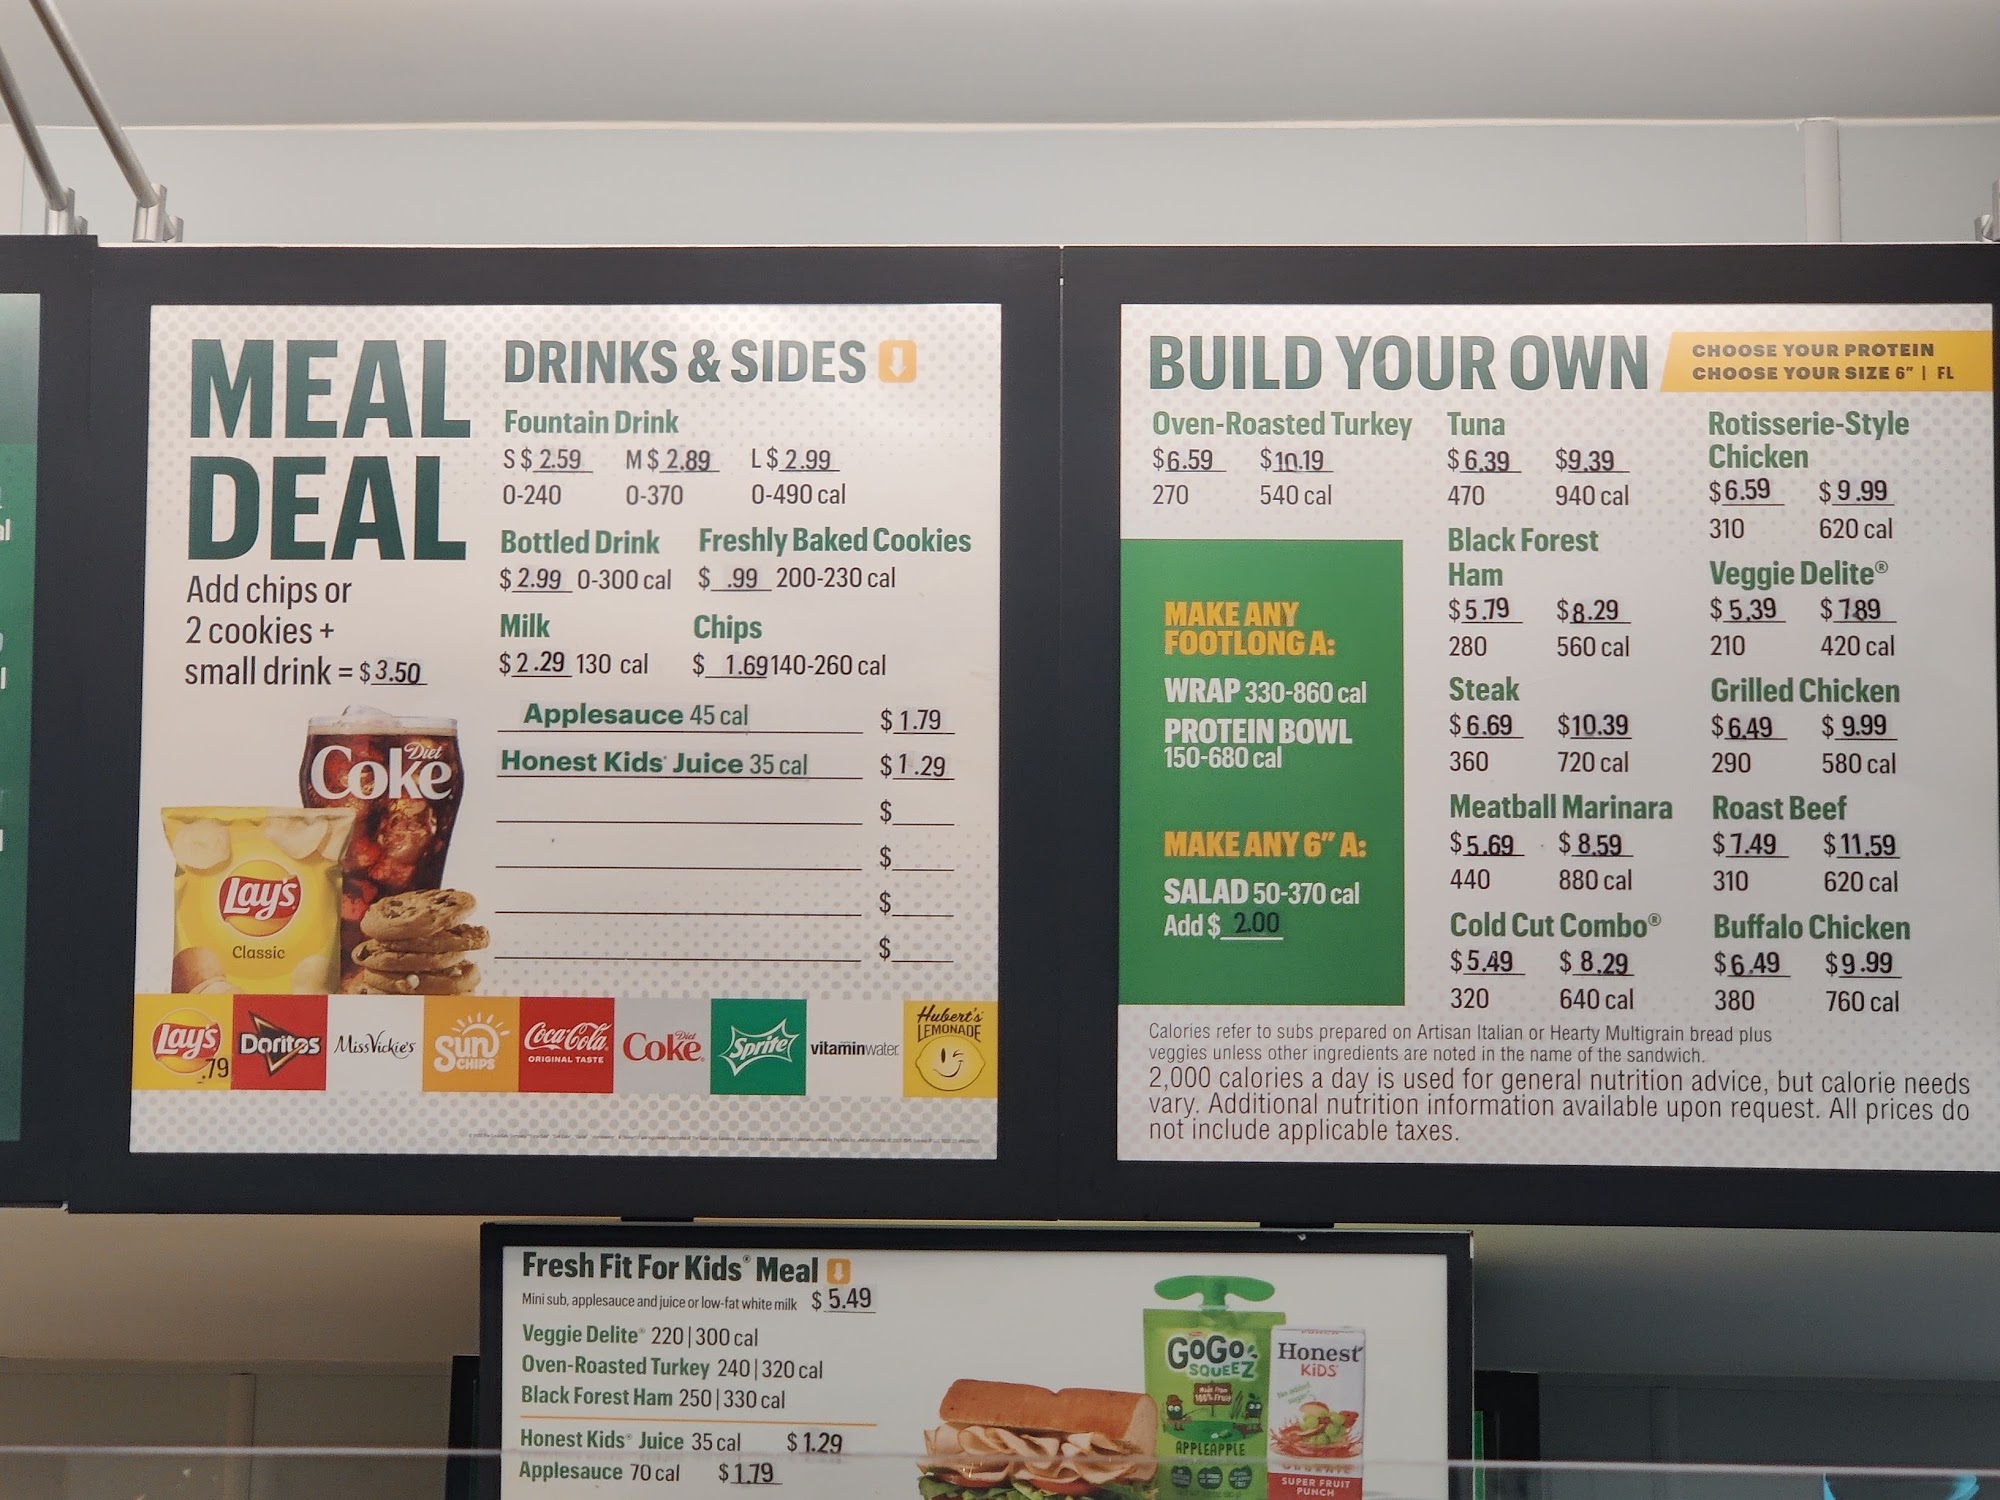 MEAL
DEAL
Add chips or
2 cookies +
small drink = $3.50
Diet
Coke
Lay's
Classic
DRINKS & SIDES
Fountain Drink
S $ 2.59 M $ 2.89 L $ 2.99
0-240 0-370 0-490 cal
Bottled Drink Freshly Baked Cookies
$ 2.99 0-300 cal $ .99 200-230 cal
Milk Chips
$ 2.29 130 cal $ 1.69 140-260 cal
Applesauce 45 cal $ 1.79
Honest Kids® Juice 35 cal $ 1.29
$
$
$
$
Lay's .79
Doritos
Miss Vickie's
Sun CHIPS
Coca-Cola ORIGINAL TASTE
Diet Coke
Sprite
vitaminwater
Hubert's LEMONADE
BUILD YOUR OWN
CHOOSE YOUR PROTEIN
CHOOSE YOUR SIZE 6" | FL
Oven-Roasted Turkey
$6.59 $10.19
270 540 cal
MAKE ANY
FOOTLONG A:
WRAP 330-860 cal
PROTEIN BOWL
150-680 cal
MAKE ANY 6" A:
SALAD 50-370 cal
Add $ 2.00
Tuna
$6.39 $9.39
470 940 cal
Black Forest
Ham
$5.79 $8.29
280 560 cal
Steak
$6.69 $10.39
360 720 cal
Meatball Marinara
$5.69 $8.59
440 880 cal
Cold Cut Combo®
$5.49 $8.29
320 640 cal
Rotisserie-Style
Chicken
$6.59 $9.99
310 620 cal
Veggie Delite®
$5.39 $789
210 420 cal
Grilled Chicken
$6.49 $9.99
290 580 cal
Roast Beef
$7.49 $11.59
310 620 cal
Buffalo Chicken
$6.49 $9.99
380 760 cal
Calories refer to subs prepared on Artisan Italian or Hearty Multigrain bread plus
veggies unless other ingredients are noted in the name of the sandwich.
2,000 calories a day is used for general nutrition advice, but calorie needs
vary. Additional nutrition information available upon request. All prices do
not include applicable taxes.
Fresh Fit For Kids® Meal
Mini sub, applesauce and juice or low-fat white milk $ 5.49
Veggie Delite® 220|300 cal
Oven-Roasted Turkey 240|320 cal
Black Forest Ham 250|330 cal
Honest Kids® Juice 35 cal $1.29
Applesauce 70 cal $1.79
GoGo
SQUEEZ
Made from
100% Fruit
APPLEAPPLE
Honest
KiDS
SUPER FRUIT
PUNCH